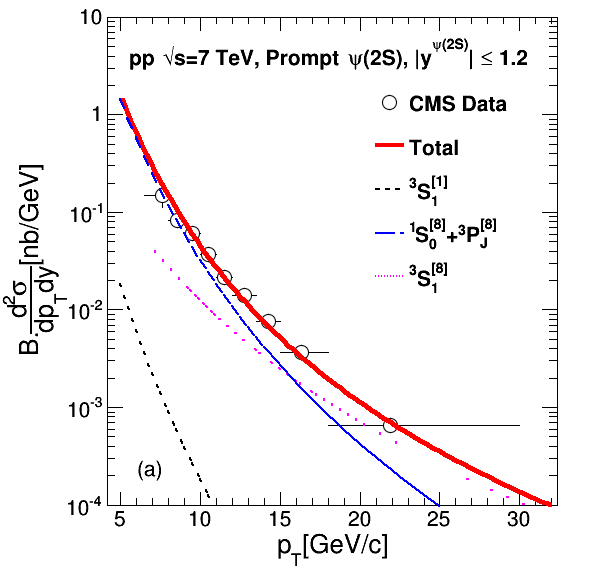 pp √s=7 TeV, Prompt ψ(2S), |y^ψ(2S)| ≤ 1.2
CMS Data
Total
³S₁^[1]
¹S₀^[8]+³P_J^[8]
³S₁^[8]
B.d²σ/dp_Tdy[nb/GeV]
10
1
10⁻¹
10⁻²
10⁻³
10⁻⁴
(a)
5 10 15 20 25 30
p_T[GeV/c]